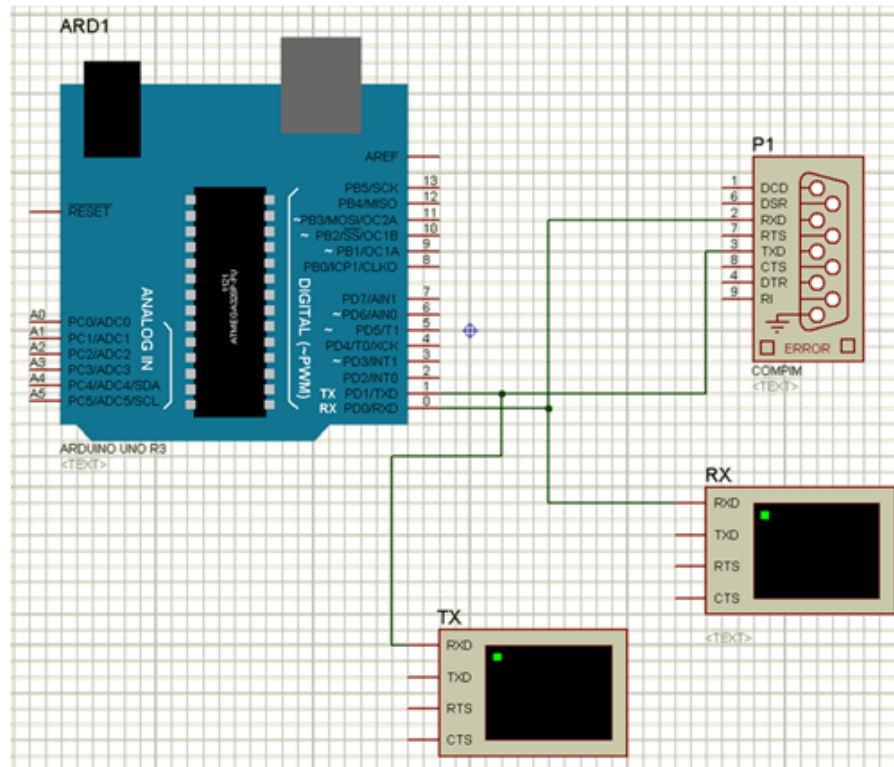 ARD1
AREF
RESET
13
PB5/SCK
12
PB4/MISO
11
~PB3/MOSI/OC2A
10
~ PB2/SS/OC1B
9
~ PB1/OC1A
8
PB0/ICP1/CLKO
7
PD7/AIN1
6
~ PD6/AIN0
5
~ PD5/T1
4
PD4/T0/XCK
3
~ PD3/INT1
2
PD2/INT0
1
TX PD1/TXD
0
RX PD0/RXD
DIGITAL (~PWM)
ANALOG IN
ATMEGA328P-PU
1121
A0
PC0/ADC0
A1
PC1/ADC1
A2
PC2/ADC2
A3
PC3/ADC3
A4
PC4/ADC4/SDA
A5
PC5/ADC5/SCL
ARDUINO UNO R3
<TEXT>
P1
1
DCD
6
DSR
2
RXD
7
RTS
3
TXD
8
CTS
4
DTR
9
RI
ERROR
COMPIM
<TEXT>
RX
RXD
TXD
RTS
CTS
<TEXT>
TX
RXD
TXD
RTS
CTS